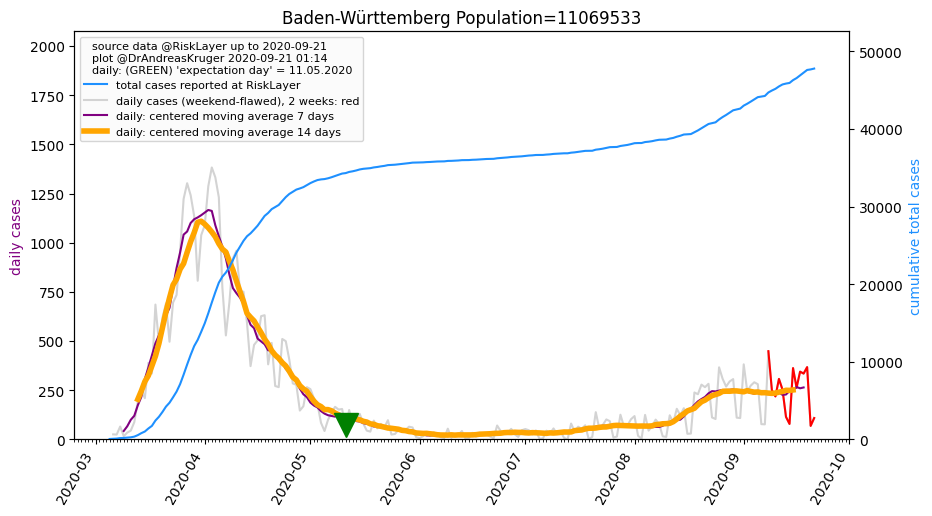 Baden-Württemberg Population=11069533
source data @RiskLayer up to 2020-09-21
plot @DrAndreasKruger 2020-09-21 01:14
daily: (GREEN) 'expectation day' = 11.05.2020
total cases reported at RiskLayer
daily cases (weekend-flawed), 2 weeks: red
daily: centered moving average 7 days
daily: centered moving average 14 days
daily cases
2000
1750
1500
1250
1000
750
500
250
0
50000
40000
30000
20000
10000
0
cumulative total cases
2020-03
2020-04
2020-05
2020-06
2020-07
2020-08
2020-09
2020-10